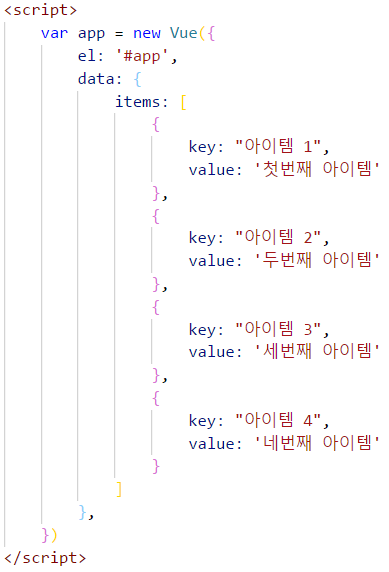 <script>
var app = new Vue({
el: '#app',
data: {
items: [
{
key: "아이템 1",
value: '첫번째 아이템'
},
{
key: "아이템 2",
value: '두번째 아이템'
},
{
key: "아이템 3",
value: '세번째 아이템'
},
{
key: "아이템 4",
value: '네번째 아이템'
}
]
},
})
</script>